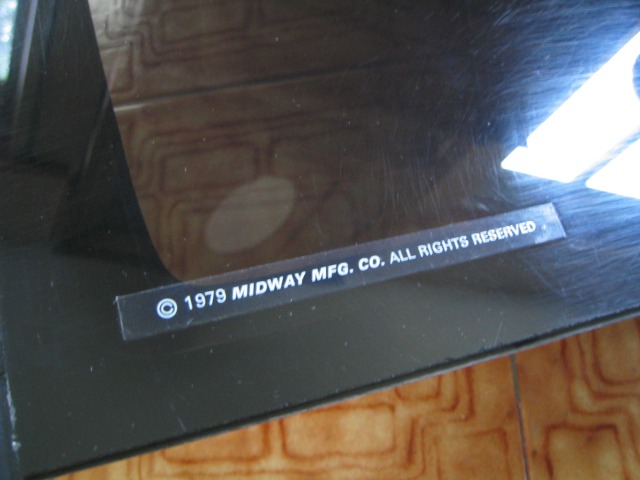 © 1979 MIDWAY MFG. CO. ALL RIGHTS RESERVED